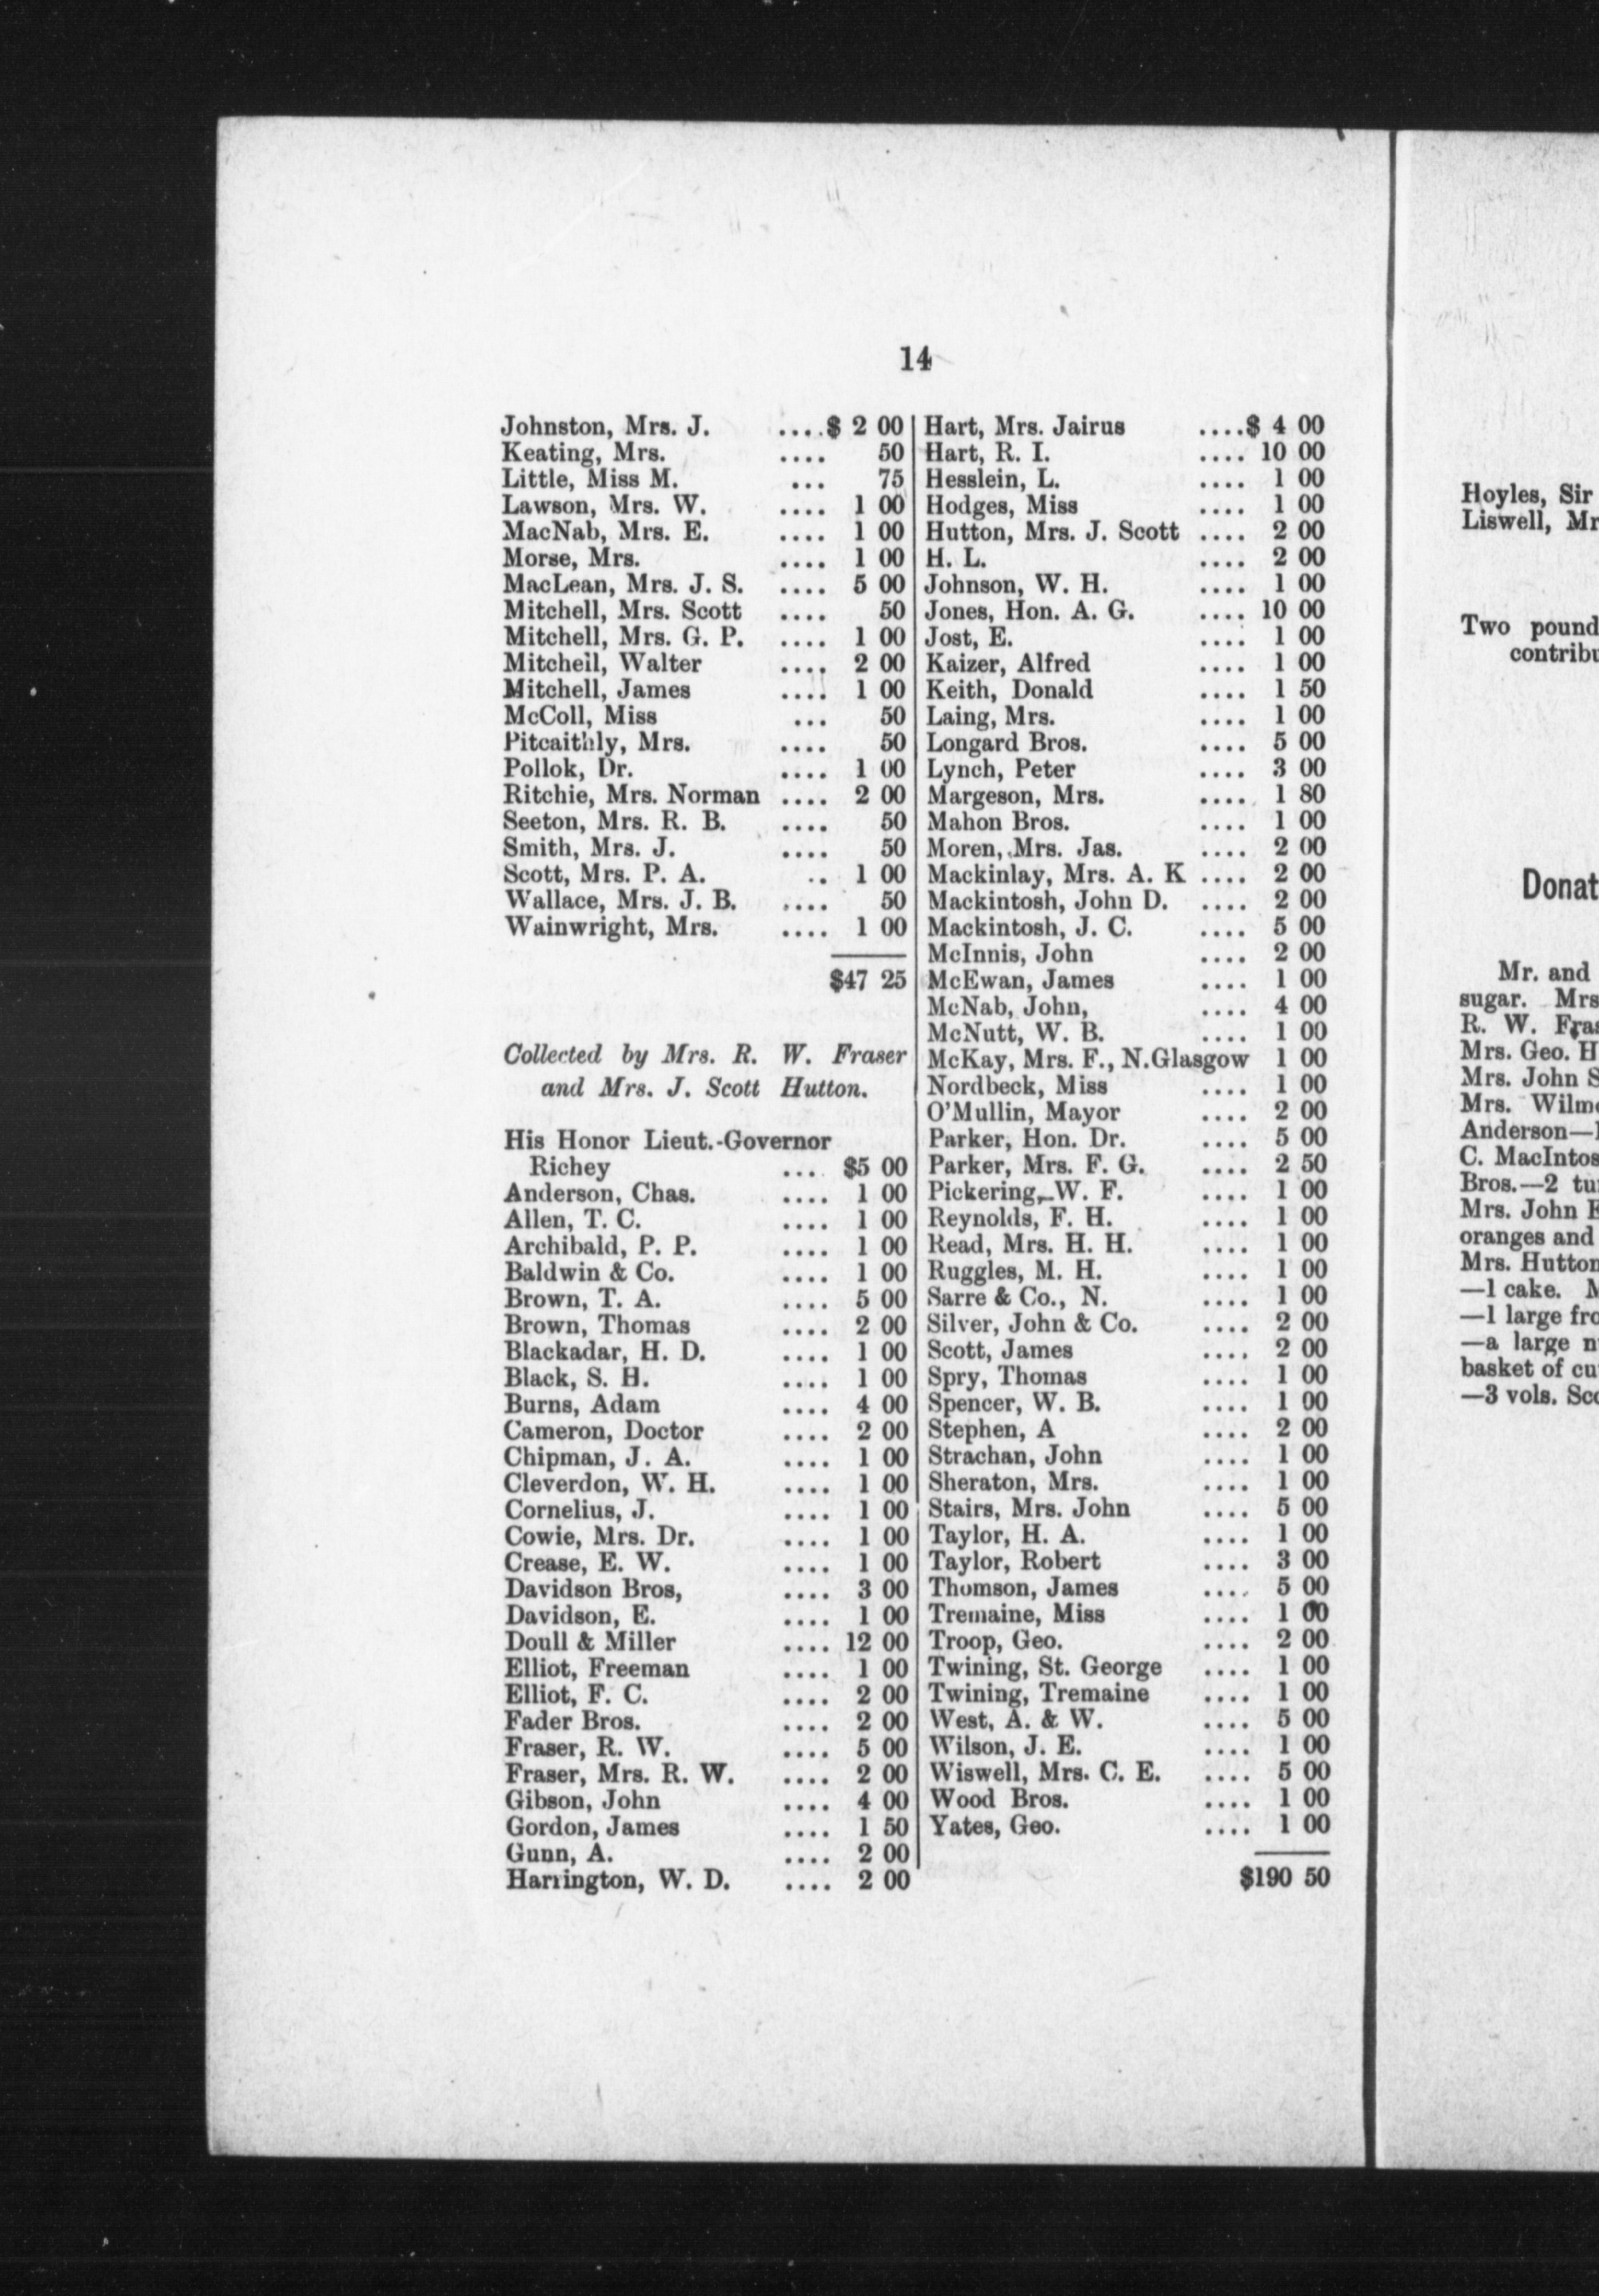 14
Johnston, Mrs. J. ....$ 2 00
Keating, Mrs. .... 50
Little, Miss M. ... 75
Lawson, Mrs. W. .... 1 00
MacNab, Mrs. E. .... 1 00
Morse, Mrs. .... 1 00
MacLean, Mrs. J. S. .... 5 00
Mitchell, Mrs. Scott .... 50
Mitchell, Mrs. G. P. .... 1 00
Mitchell, Walter .... 2 00
Mitchell, James .... 1 00
McColl, Miss ... 50
Pitcaithly, Mrs. .... 50
Pollok, Dr. .... 1 00
Ritchie, Mrs. Norman .... 2 00
Seeton, Mrs. R. B. .... 50
Smith, Mrs. J. .... 50
Scott, Mrs. P. A. .. 1 00
Wallace, Mrs. J. B. .... 50
Wainwright, Mrs. .... 1 00
$47 25
Collected by Mrs. R. W. Fraser
and Mrs. J. Scott Hutton.
His Honor Lieut.-Governor
Richey ... $5 00
Anderson, Chas. .... 1 00
Allen, T. C. .... 1 00
Archibald, P. P. .... 1 00
Baldwin & Co. .... 1 00
Brown, T. A. .... 5 00
Brown, Thomas .... 2 00
Blackadar, H. D. .... 1 00
Black, S. H. .... 1 00
Burns, Adam .... 4 00
Cameron, Doctor .... 2 00
Chipman, J. A. .... 1 00
Cleverdon, W. H. .... 1 00
Cornelius, J. .... 1 00
Cowie, Mrs. Dr. .... 1 00
Crease, E. W. .... 1 00
Davidson Bros, .... 3 00
Davidson, E. .... 1 00
Doull & Miller .... 12 00
Elliot, Freeman .... 1 00
Elliot, F. C. .... 2 00
Fader Bros. .... 2 00
Fraser, R. W. .... 5 00
Fraser, Mrs. R. W. .... 2 00
Gibson, John .... 4 00
Gordon, James .... 1 50
Gunn, A. .... 2 00
Harrington, W. D. .... 2 00
Hart, Mrs. Jairus ....$ 4 00
Hart, R. I. .... 10 00
Hesslein, L. .... 1 00
Hodges, Miss .... 1 00
Hutton, Mrs. J. Scott .... 2 00
H. L. .... 2 00
Johnson, W. H. .... 1 00
Jones, Hon. A. G. .... 10 00
Jost, E. .... 1 00
Kaizer, Alfred .... 1 00
Keith, Donald .... 1 50
Laing, Mrs. .... 1 00
Longard Bros. .... 5 00
Lynch, Peter .... 3 00
Margeson, Mrs. .... 1 80
Mahon Bros. .... 1 00
Moren, Mrs. Jas. .... 2 00
Mackinlay, Mrs. A. K .... 2 00
Mackintosh, John D. .... 2 00
Mackintosh, J. C. .... 5 00
McInnis, John .... 2 00
McEwan, James .... 1 00
McNab, John, .... 4 00
McNutt, W. B. .... 1 00
McKay, Mrs. F., N.Glasgow 1 00
Nordbeck, Miss .... 1 00
O'Mullin, Mayor .... 2 00
Parker, Hon. Dr. .... 5 00
Parker, Mrs. F. G. .... 2 50
Pickering, W. F. .... 1 00
Reynolds, F. H. .... 1 00
Read, Mrs. H. H. .... 1 00
Ruggles, M. H. .... 1 00
Sarre & Co., N. .... 1 00
Silver, John & Co. .... 2 00
Scott, James .... 2 00
Spry, Thomas .... 1 00
Spencer, W. B. .... 1 00
Stephen, A .... 2 00
Strachan, John .... 1 00
Sheraton, Mrs. .... 1 00
Stairs, Mrs. John .... 5 00
Taylor, H. A. .... 1 00
Taylor, Robert .... 3 00
Thomson, James .... 5 00
Tremaine, Miss .... 1 00
Troop, Geo. .... 2 00
Twining, St. George .... 1 00
Twining, Tremaine .... 1 00
West, A. & W. .... 5 00
Wilson, J. E. .... 1 00
Wiswell, Mrs. C. E. .... 5 00
Wood Bros. .... 1 00
Yates, Geo. .... 1 00
$190 50
Hoyles, Sir
Liswell,
Two
Mr. and
sugar.
R. W.
Mrs. Geo.
Mrs. John
Mrs.
Anderson—
C.
Bros.—2
Mrs. John
oranges and
Mrs.
—1 cake.
—1 large
—a large
basket of
—3 vols.